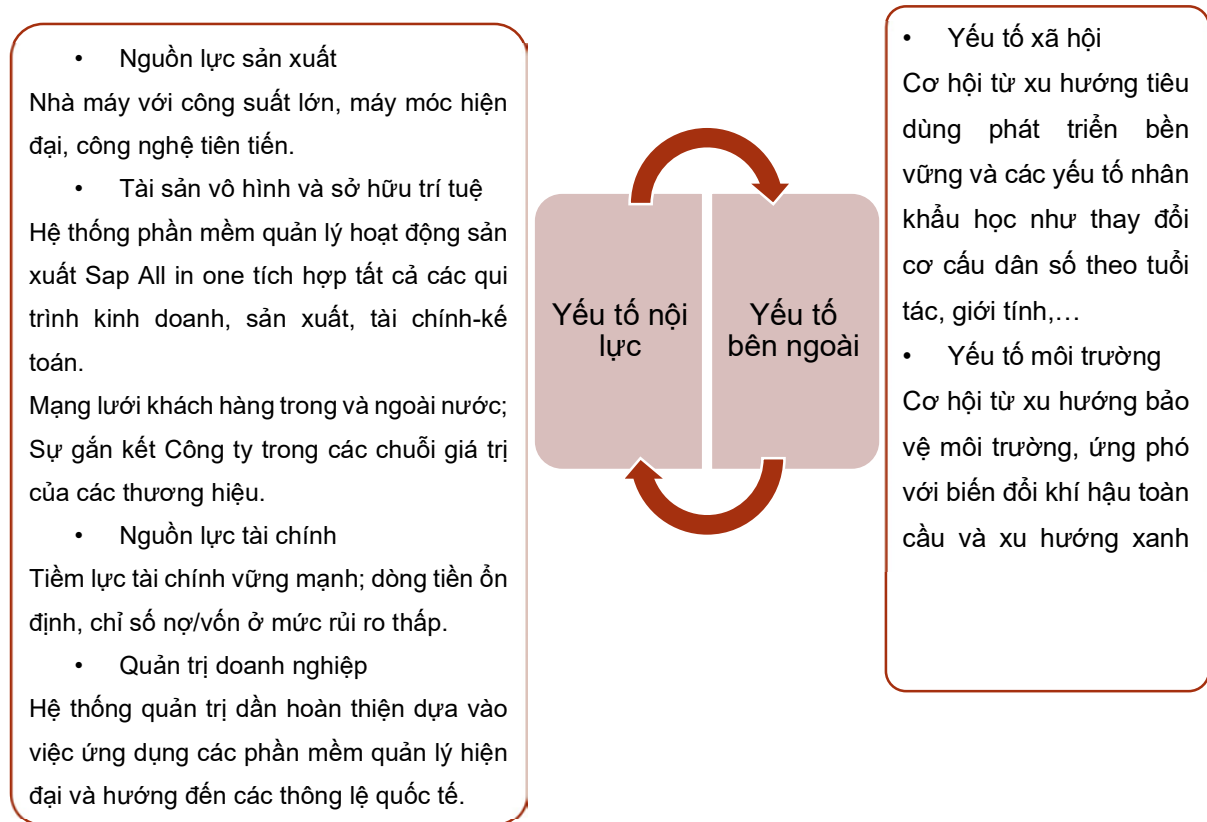 • Nguồn lực sản xuất
Nhà máy với công suất lớn, máy móc hiện
đại, công nghệ tiên tiến.
• Tài sản vô hình và sở hữu trí tuệ
Hệ thống phần mềm quản lý hoạt động sản
xuất Sap All in one tích hợp tất cả các qui
trình kinh doanh, sản xuất, tài chính-kế
toán.
Mạng lưới khách hàng trong và ngoài nước;
Sự gắn kết Công ty trong các chuỗi giá trị
của các thương hiệu.
• Nguồn lực tài chính
Tiềm lực tài chính vững mạnh; dòng tiền ổn
định, chỉ số nợ/vốn ở mức rủi ro thấp.
• Quản trị doanh nghiệp
Hệ thống quản trị dần hoàn thiện dựa vào
việc ứng dụng các phần mềm quản lý hiện
đại và hướng đến các thông lệ quốc tế.
Yếu tố nội
lực
Yếu tố
bên ngoài
• Yếu tố xã hội
Cơ hội từ xu hướng tiêu
dùng phát triển bền
vững và các yếu tố nhân
khẩu học như thay đổi
cơ cấu dân số theo tuổi
tác, giới tính,…
• Yếu tố môi trường
Cơ hội từ xu hướng bảo
vệ môi trường, ứng phó
với biến đổi khí hậu toàn
cầu và xu hướng xanh